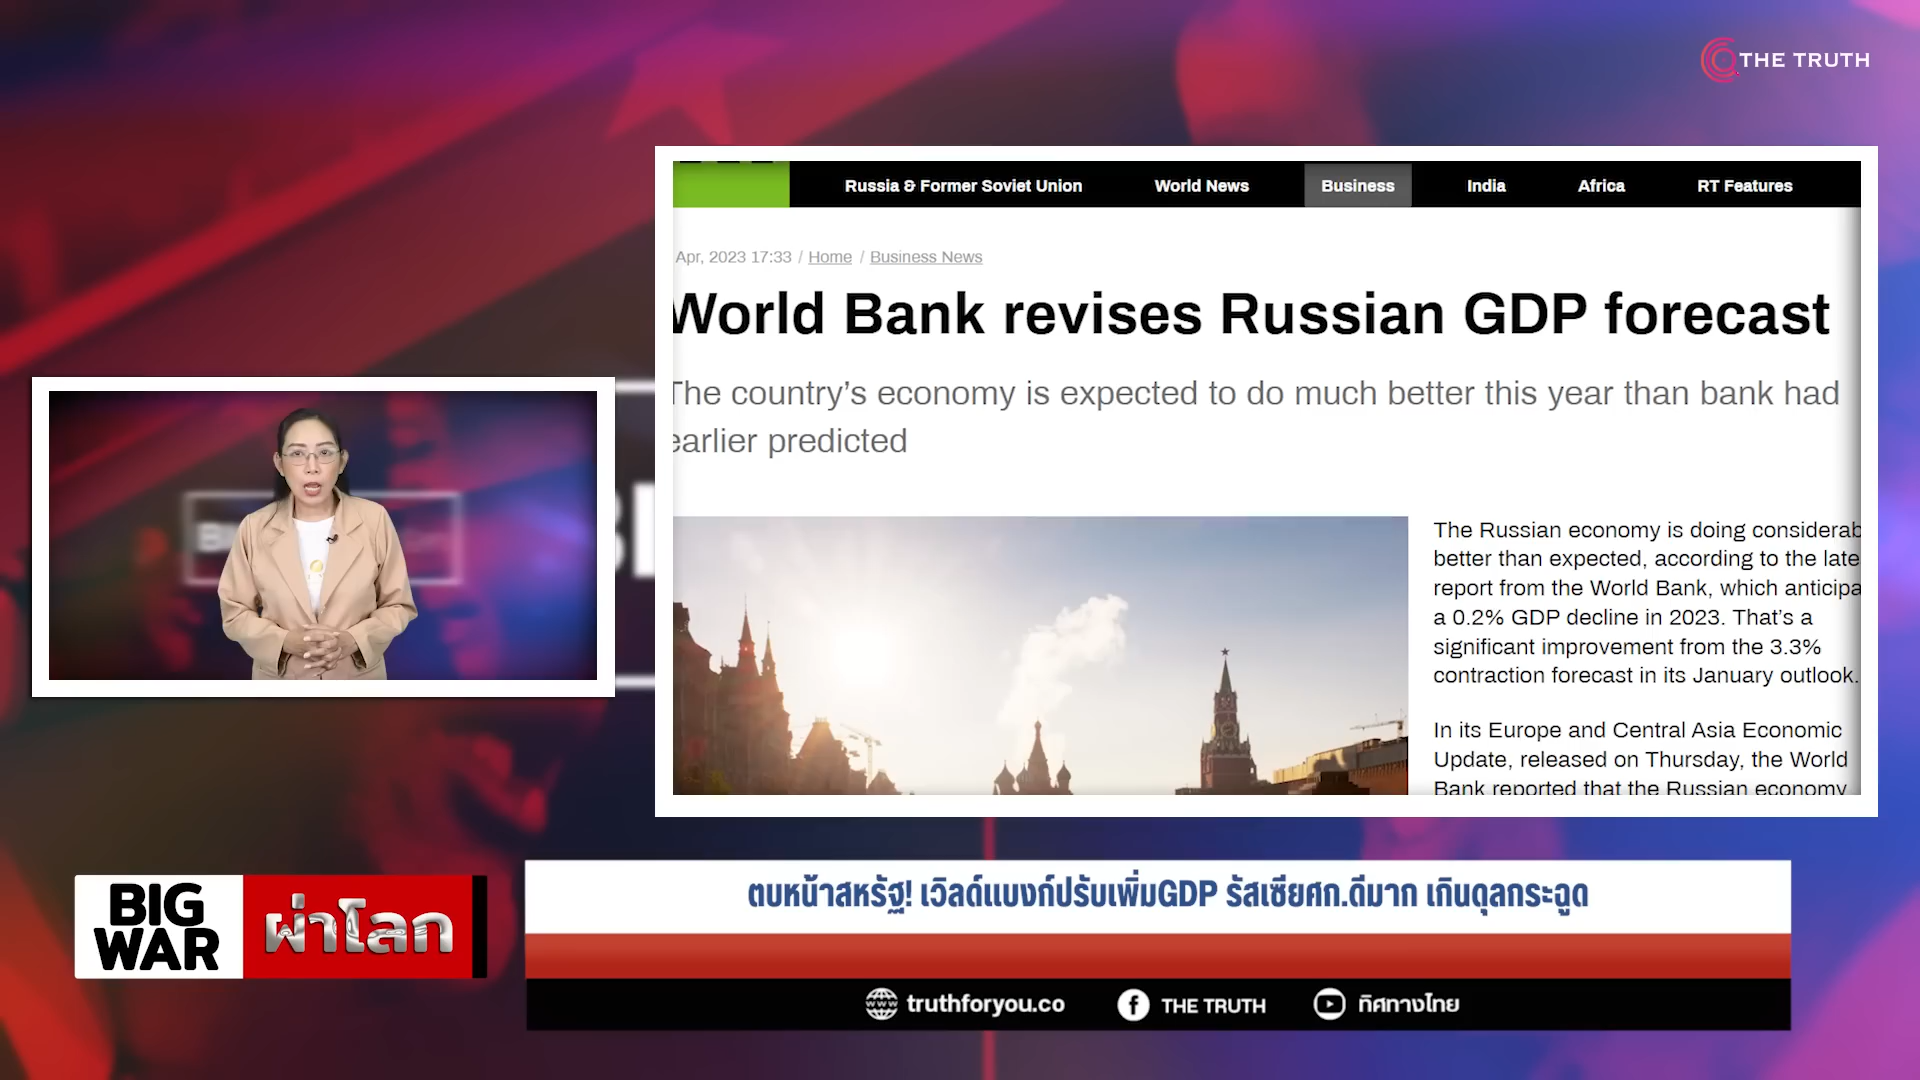 THE TRUTH
Russia & Former Soviet Union World News Business India Africa RT Features
Apr, 2023 17:33 / Home / Business News
World Bank revises Russian GDP forecast
The country's economy is expected to do much better this year than bank had
earlier predicted
The Russian economy is doing considerab
better than expected, according to the late
report from the World Bank, which anticipa
a 0.2% GDP decline in 2023. That's a
significant improvement from the 3.3%
contraction forecast in its January outlook.
In its Europe and Central Asia Economic
Update, released on Thursday, the World
Bank reported that the Russian economy
BIG
WAR
ผ่าโลก
ตบหน้าสหรัฐ! เวิลด์แบงก์ปรับเพิ่มGDP รัสเซียศก.ดีมาก เกินดุลกระฉูด
truthforyou.co THE TRUTH ทิศทางไทย